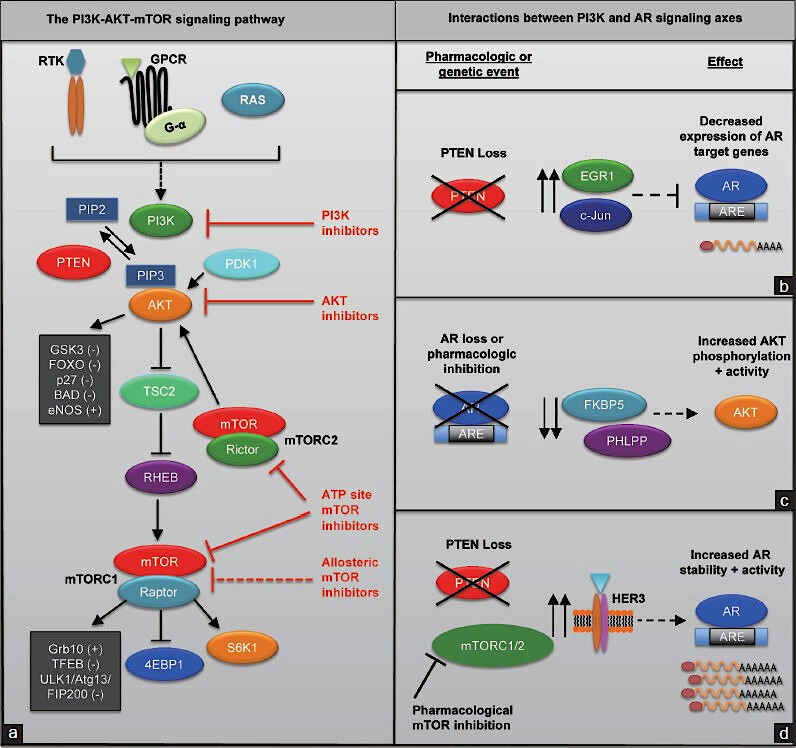 The PI3K-AKT-mTOR signaling pathway
RTK
GPCR
G-α
RAS
PIP2
PI3K
PI3K
inhibitors
PTEN
PIP3
PDK1
AKT
AKT
inhibitors
GSK3 (-)
FOXO (-)
p27 (-)
BAD (-)
eNOS (+)
TSC2
mTOR
Rictor
mTORC2
RHEB
ATP site
mTOR
inhibitors
mTOR
mTORC1
Raptor
Allosteric
mTOR
inhibitors
Grb10 (+)
TFEB (-)
ULK1/Atg13/
FIP200 (-)
4EBP1
S6K1
a
Interactions between PI3K and AR signaling axes
Pharmacologic or
genetic event
Effect
PTEN Loss
PTEN
EGR1
c-Jun
Decreased
expression of AR
target genes
AR
ARE
AAAA
b
AR loss or
pharmacologic
inhibition
AR
ARE
FKBP5
PHLPP
Increased AKT
phosphorylation
+ activity
AKT
c
PTEN Loss
PTEN
mTORC1/2
HER3
Pharmacological
mTOR inhibition
Increased AR
stability + activity
AR
ARE
AAAAAA
AAAAAA
AAAAAA
AAAAAA
d